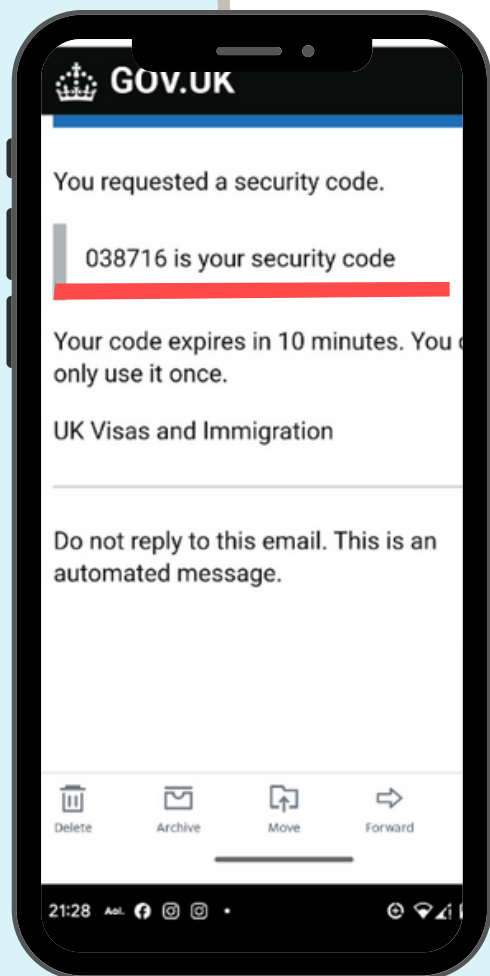 GOV.UK
You requested a security code.
038716 is your security code
Your code expires in 10 minutes. You
only use it once.
UK Visas and Immigration
Do not reply to this email. This is an
automated message.
Delete Archive Move Forward
21:28 Aol.